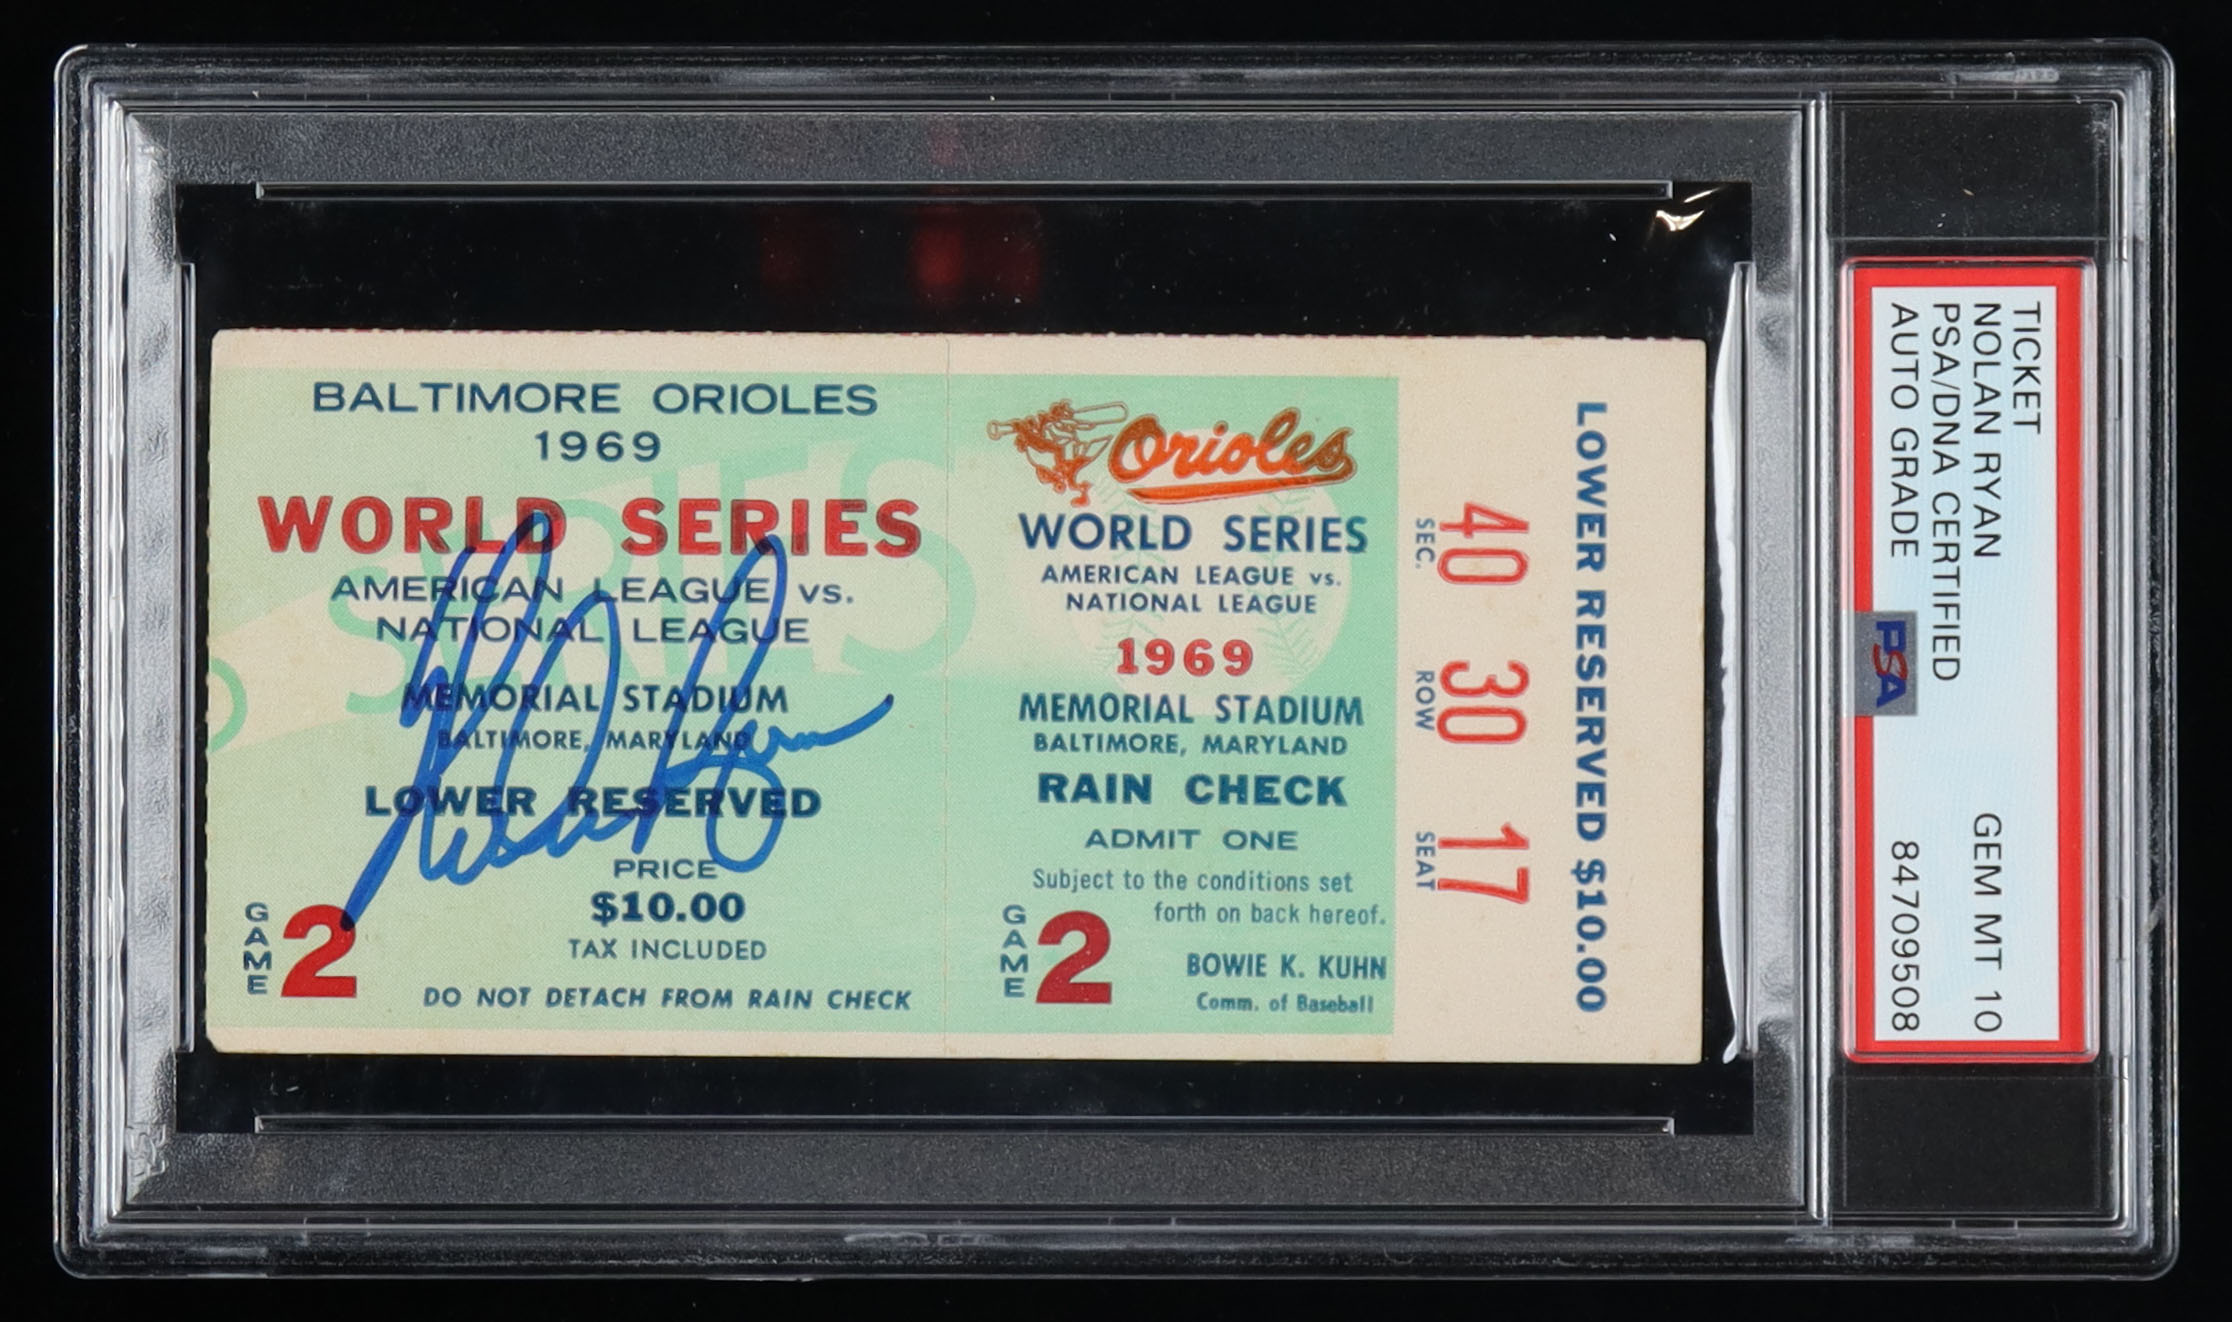 BALTIMORE ORIOLES
1969
WORLD SERIES
AMERICAN LEAGUE vs.
NATIONAL LEAGUE
MEMORIAL STADIUM
BALTIMORE, MARYLAND
LOWER RESERVED
PRICE
$10.00
TAX INCLUDED
GAME 2
DO NOT DETACH FROM RAIN CHECK
SERIES
Nolan Ryan
Orioles
WORLD SERIES
AMERICAN LEAGUE vs.
NATIONAL LEAGUE
1969
MEMORIAL STADIUM
BALTIMORE, MARYLAND
RAIN CHECK
ADMIT ONE
Subject to the conditions set
forth on back hereof.
GAME 2
BOWIE K. KUHN
Comm. of Baseball
40 30 17
SEC. ROW SEAT
LOWER RESERVED $10.00
TICKET
NOLAN RYAN GEM MT 10
PSA/DNA CERTIFIED
AUTO GRADE 84709508
PSA